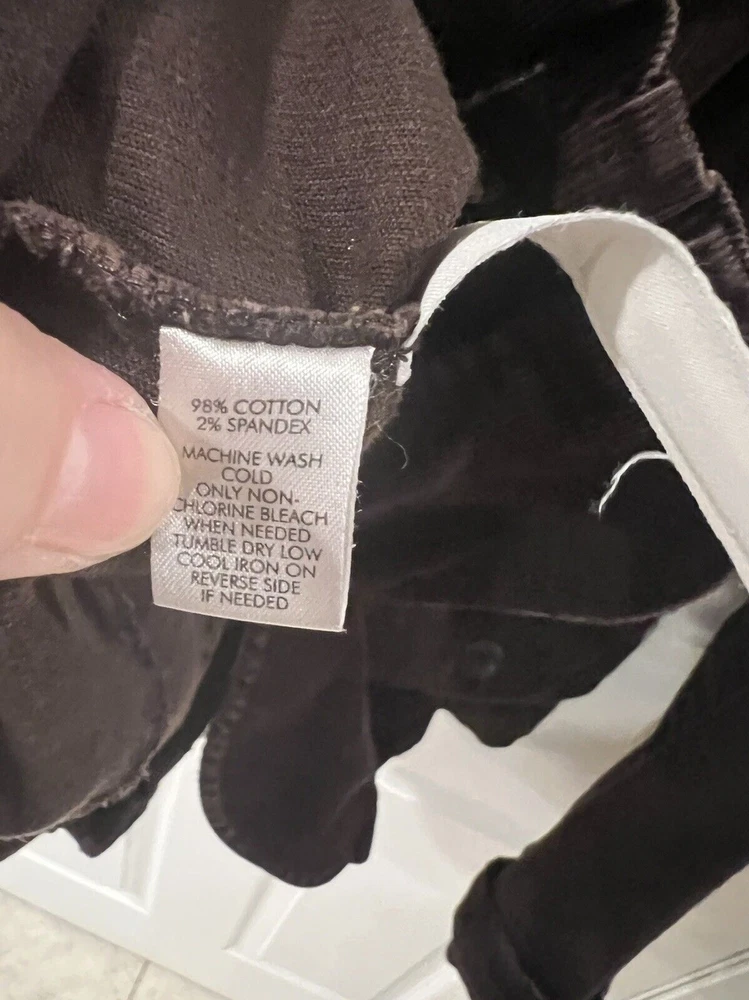 98% COTTON
2% SPANDEX
MACHINE WASH
COLD
ONLY NON-
CHLORINE BLEACH
WHEN NEEDED
TUMBLE DRY LOW
COOL IRON ON
REVERSE SIDE
IF NEEDED